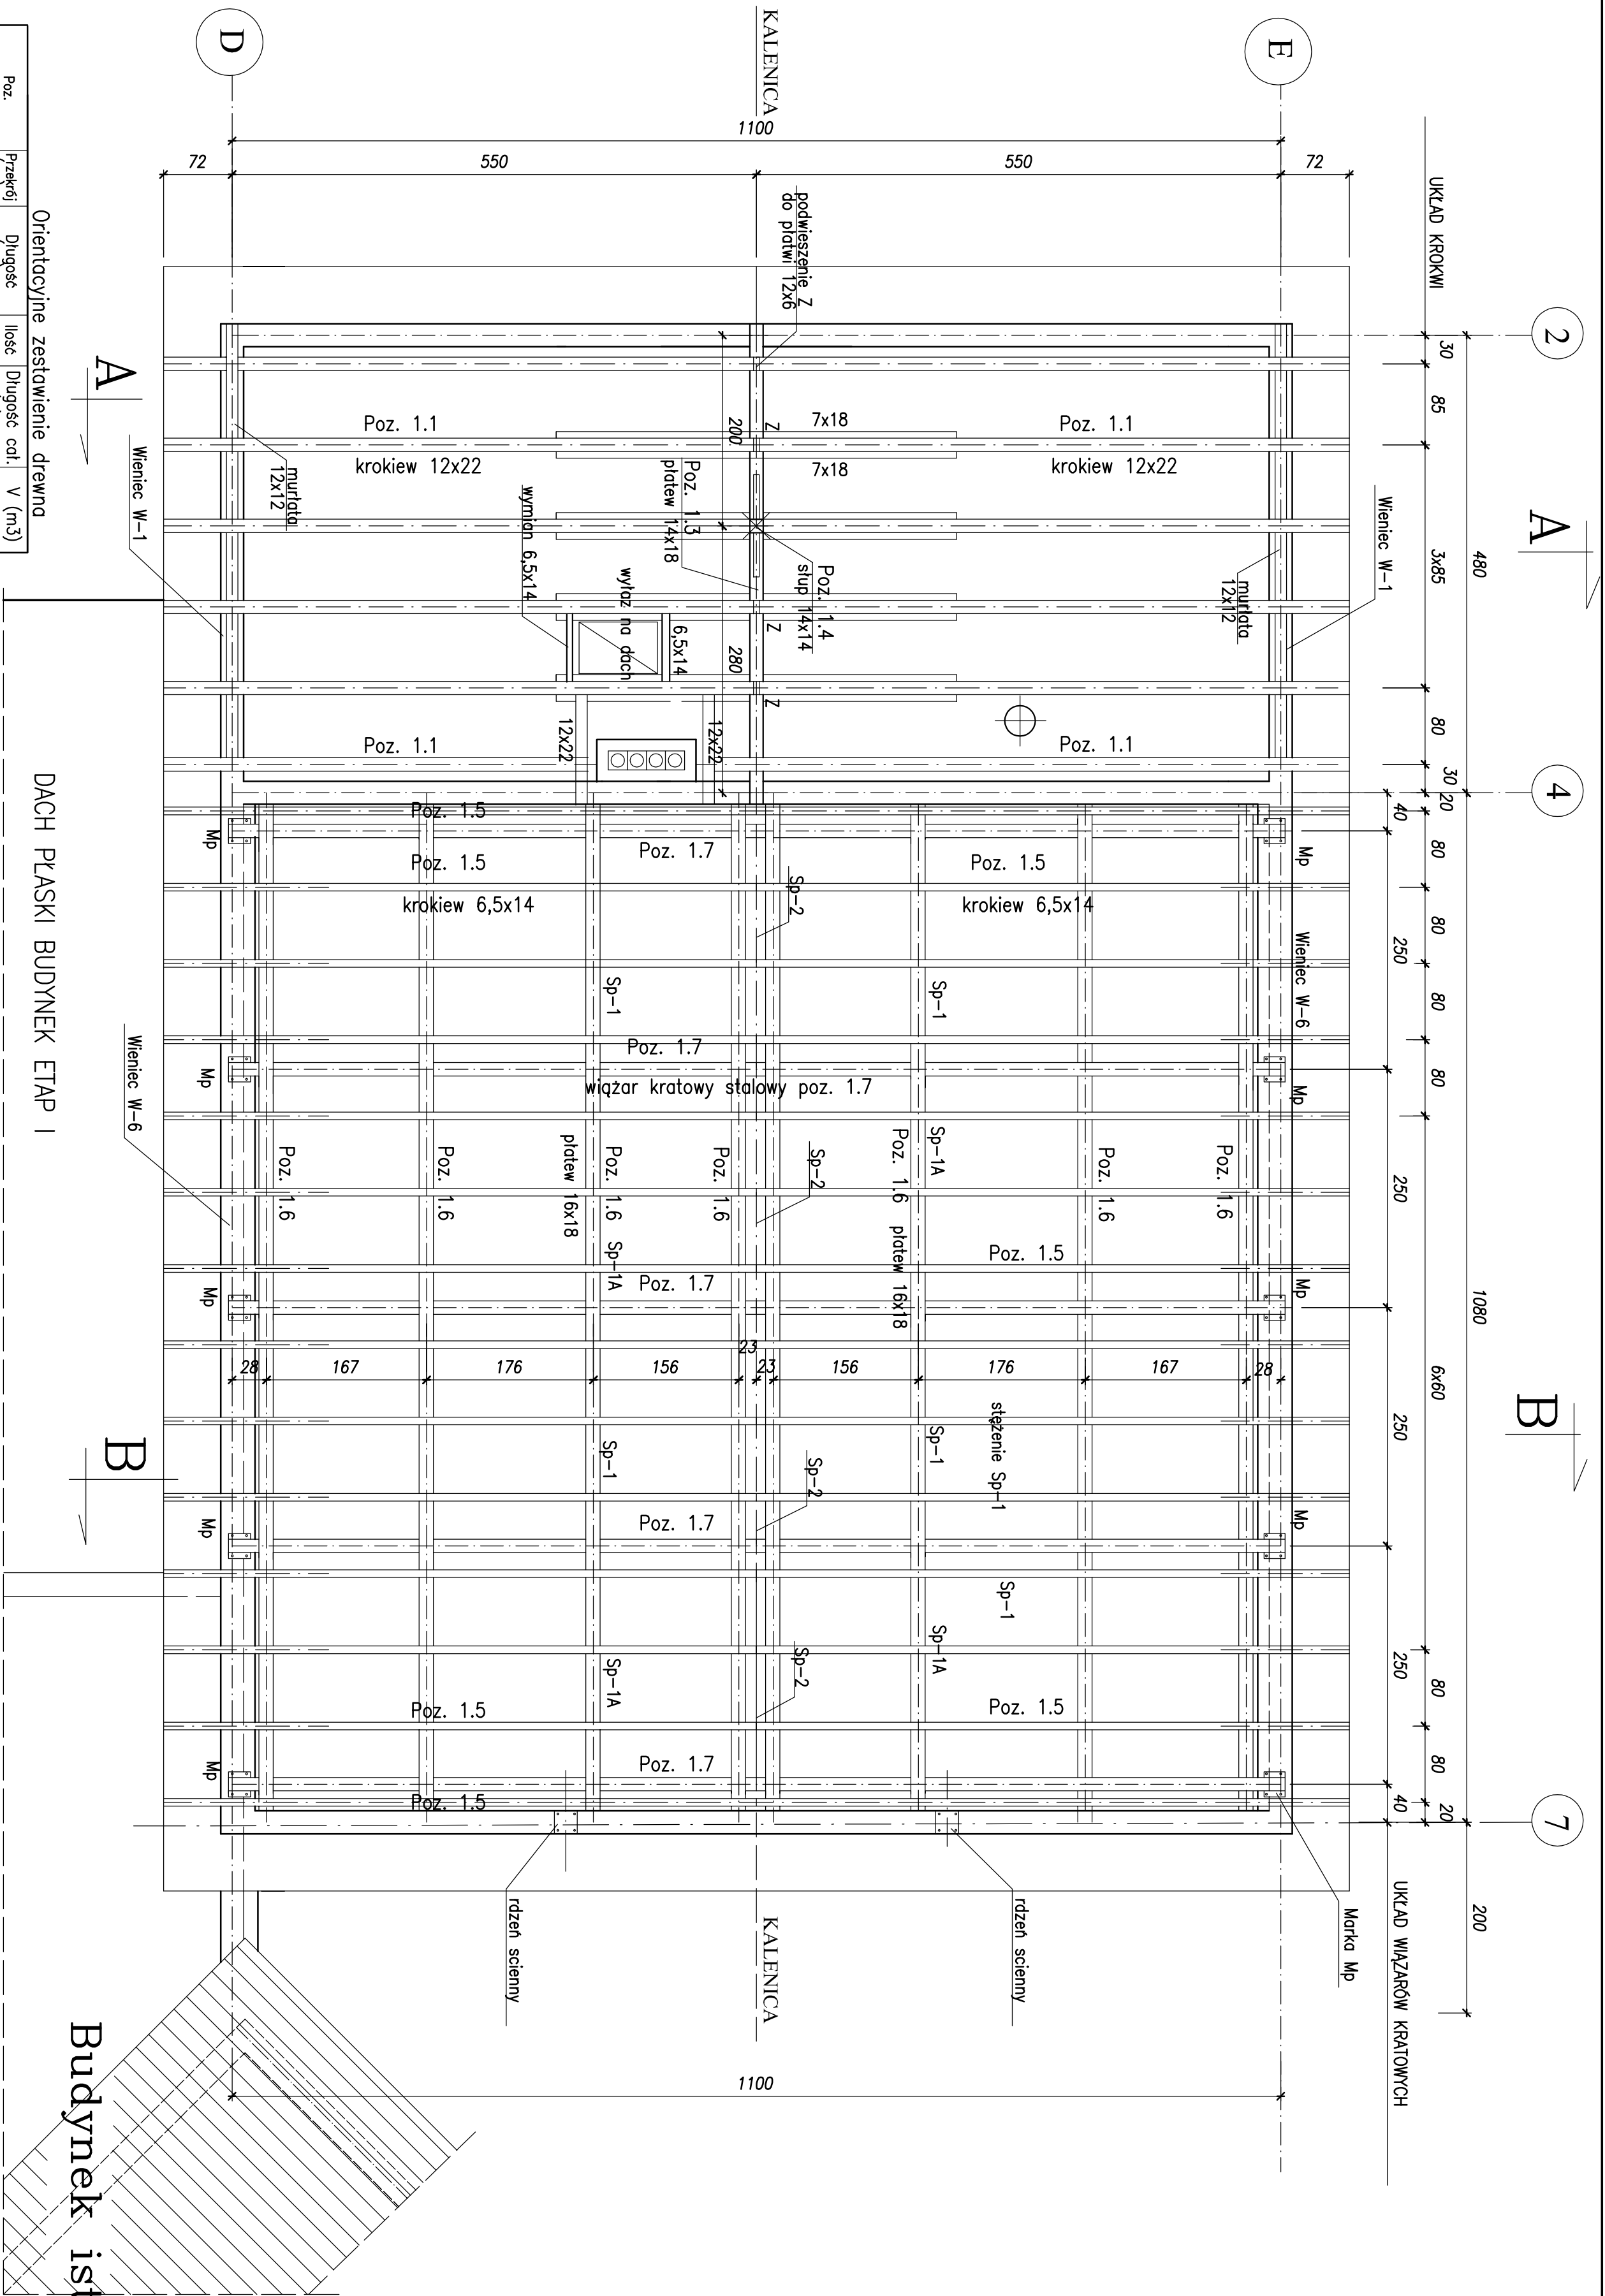 KALENICA
D
E
2
4
7
UKŁAD KROKWI
1100
72
550
550
72
30
85
3x85
80
30
20
80
80
80
80
6x60
80
80
20
480
1080
200
40
250
250
250
250
40
UKŁAD WIĄZARÓW KRATOWYCH
A
A
B
B
podwieszenie Z
do płatwi 12x6
Wieniec W-1
Wieniec W-1
murłata
12x12
murłata
12x12
Poz. 1.1
krokiew 12x22
7x18
7x18
Poz. 1.1
krokiew 12x22
Z
200
Poz. 1.3
płatew 14x18
wymian 6,5x14
wyłaz na dach
6,5x14
Poz. 1.4
słup 14x14
Z
280
Z
12x22
12x22
Poz. 1.1
Poz. 1.1
Poz. 1.5
Mp
Mp
Poz. 1.5
krokiew 6,5x14
Poz. 1.7
Poz. 1.5
krokiew 6,5x14
Sp-2
Wieniec W-6
Sp-1
Sp-1
Poz. 1.7
wiązar kratowy stalowy poz. 1.7
Mp
Mp
Wieniec W-6
Poz. 1.6
Poz. 1.6
płatew 16x18
Poz. 1.6
Sp-1A
Poz. 1.6
Sp-2
Poz. 1.6 płatew 16x18
Sp-1A
Poz. 1.6
Poz. 1.6
Poz. 1.5
Poz. 1.7
Mp
Mp
28
167
176
156
23
23
156
176
167
28
Sp-1
Sp-1
stężenie Sp-1
Sp-2
Poz. 1.7
Mp
Mp
Sp-1
Sp-1A
Sp-1A
Sp-2
Poz. 1.5
Poz. 1.5
Poz. 1.7
Mp
Poz. 1.5
Marka Mp
rdzeń scienny
rdzeń scienny
KALENICA
1100
DACH PŁASKI BUDYNEK ETAP I
Budynek ist
Orientacyjne zestawienie drewna
Poz.
Przekrój
Długość
Ilość
Długość cał.
V (m3)